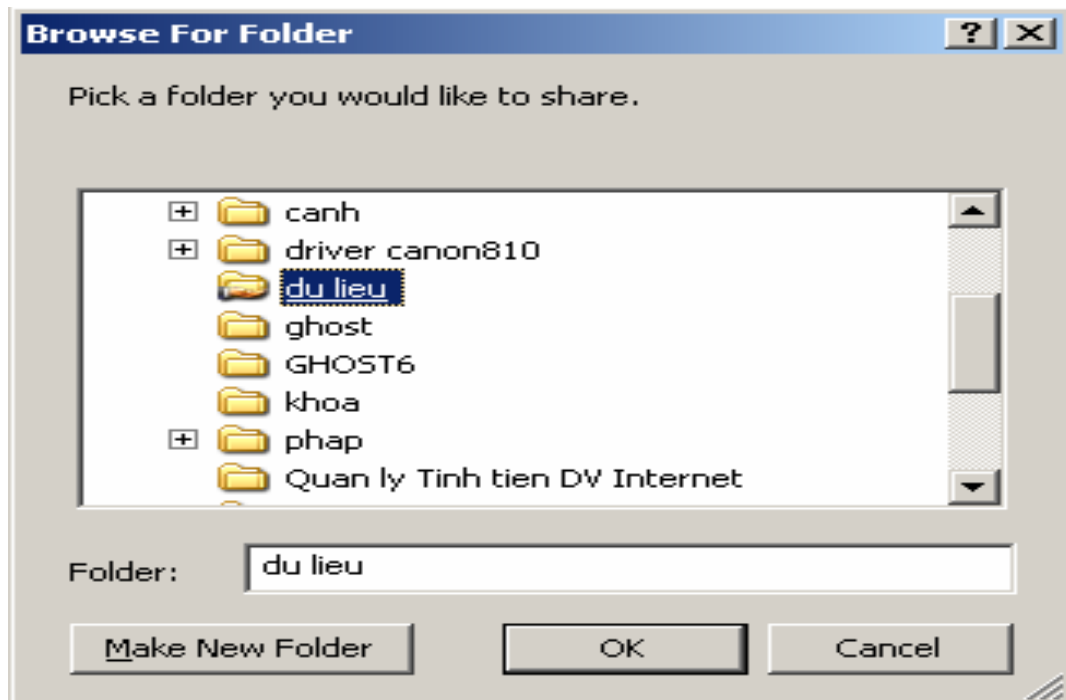 Browse For Folder
Pick a folder you would like to share.
canh
driver canon810
du lieu
ghost
GHOST6
khoa
phap
Quan ly Tinh tien DV Internet
Folder: du lieu
Make New Folder OK Cancel